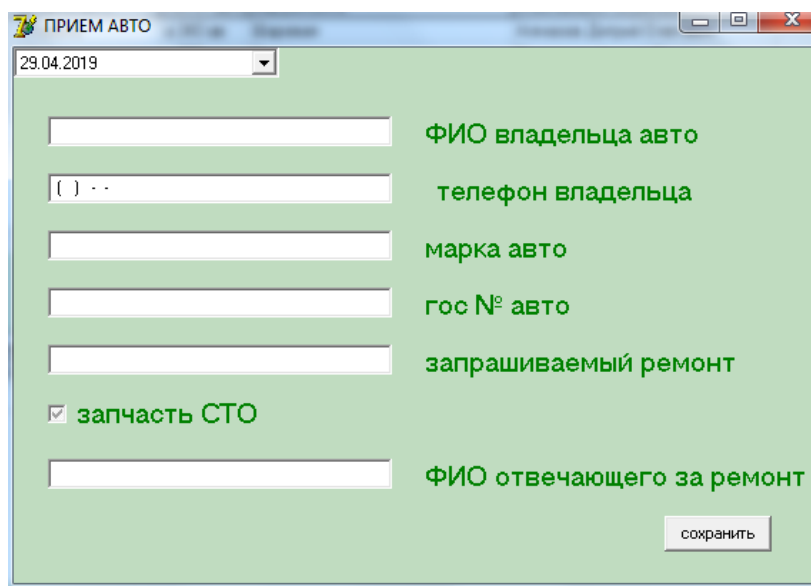 ПРИЕМ АВТО
29.04.2019
ФИО владельца авто
( ) - -
телефон владельца
марка авто
гос № авто
запрашиваемый ремонт
запчасть СТО
ФИО отвечающего за ремонт
сохранить